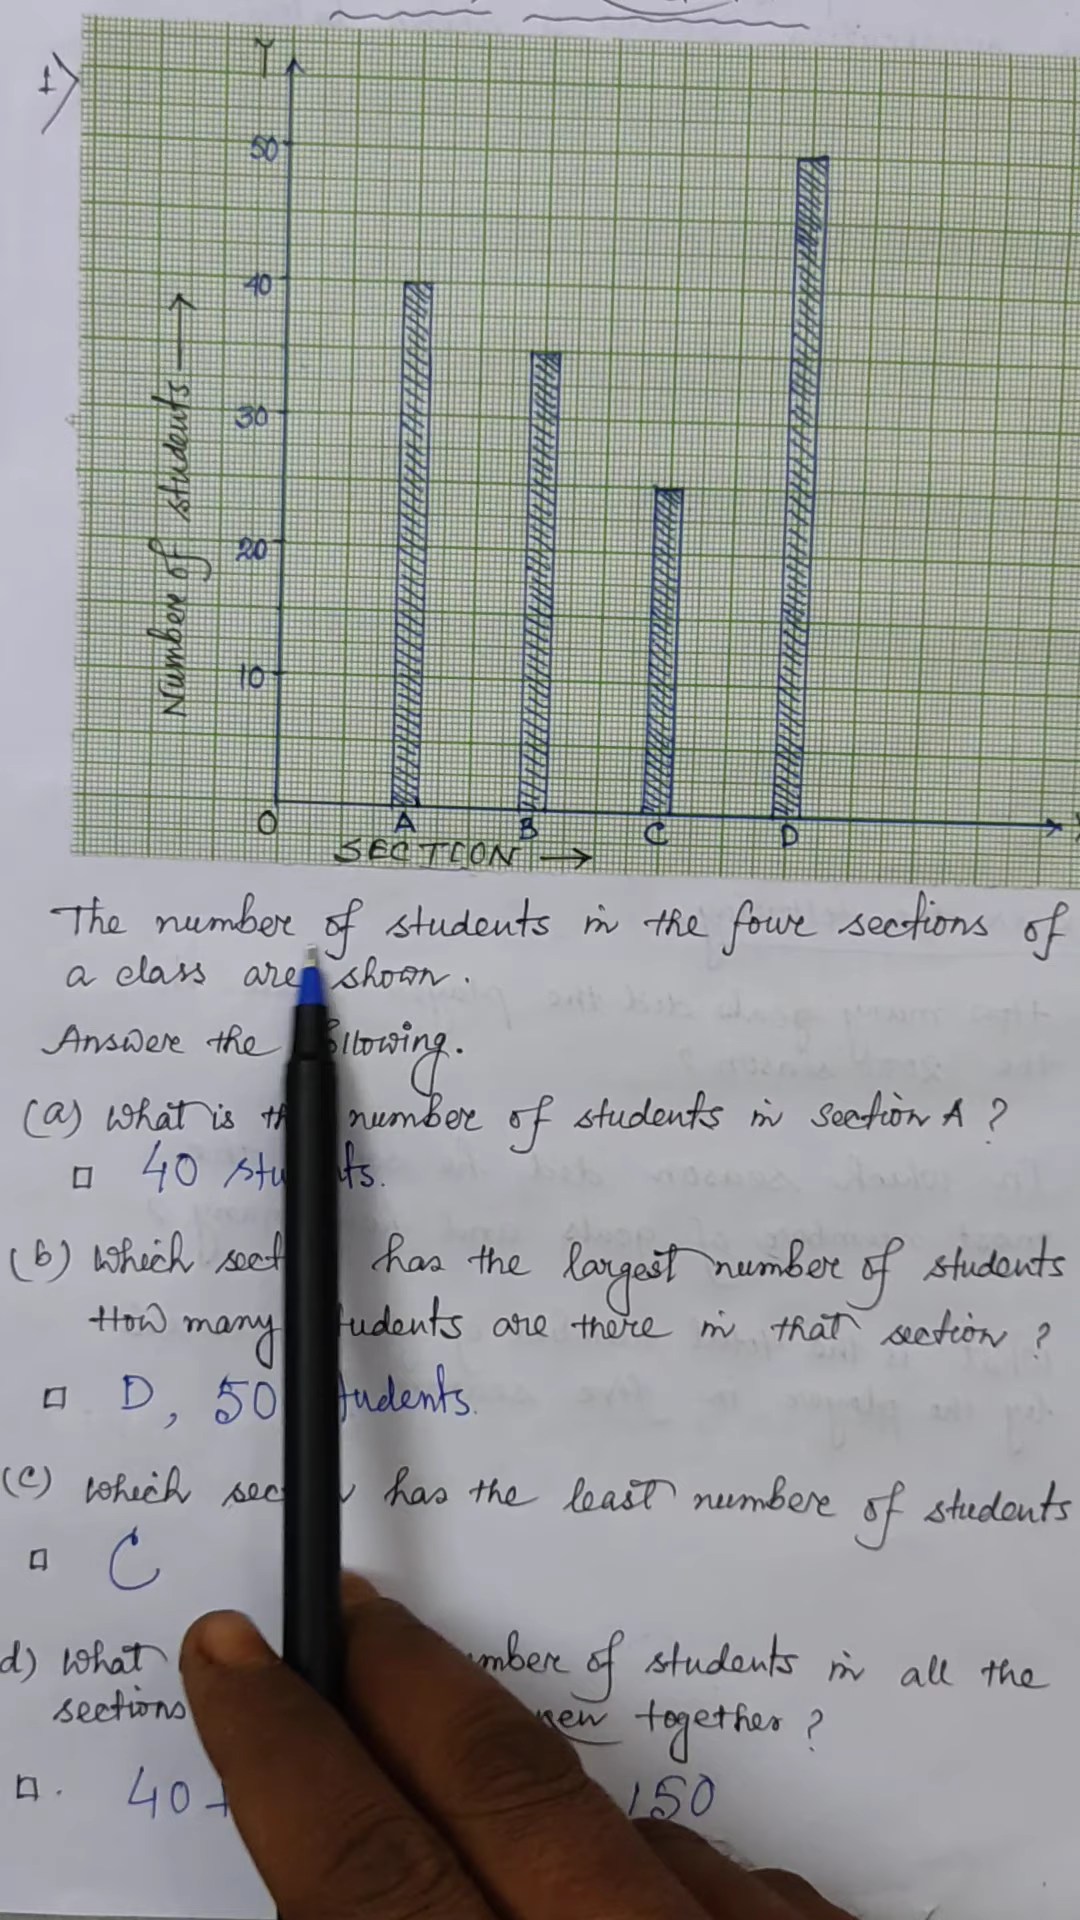 1)
Y
50
40
30
20
10
O
Number of students
A B C D
SECTION
The number of students in the four sections of
a class are shown.
Answer the
(a) What is number of students in section A ?
40
(b) Which has the largest number of students
How many are there in that section ?
D, 50
(c) Which has the least number of students
C
d) What of students in all the
sections together ?
40 + 150